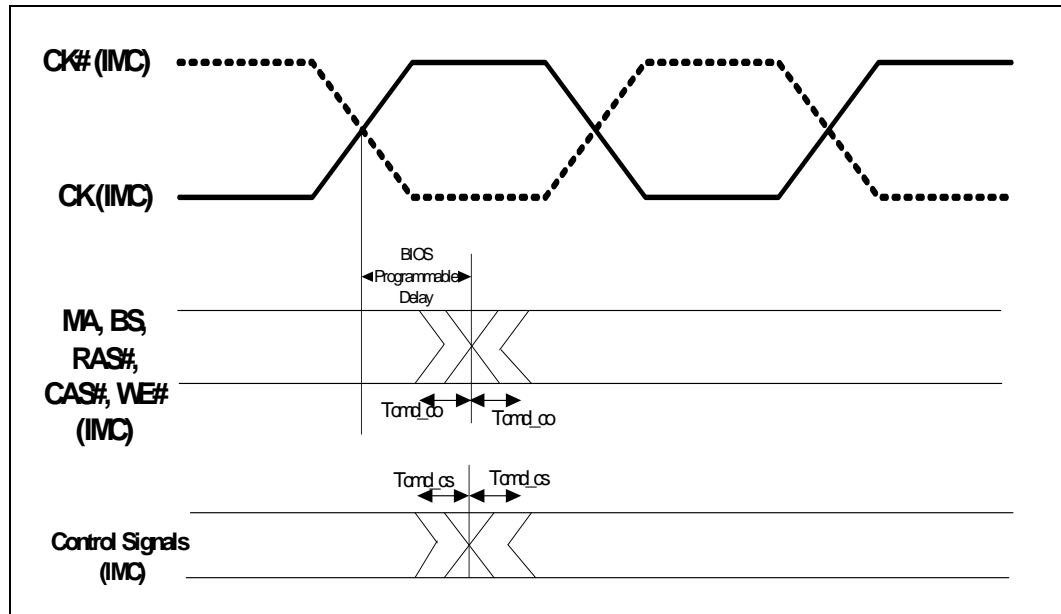 CK# (IMC)
CK (IMC)
BIOS
Programmable
Delay
MA, BS,
RAS#,
CAS#, WE#
(IMC)
Tcmd_co
Tcmd_co
Tcmd_cs
Tcmd_cs
Control Signals
(IMC)